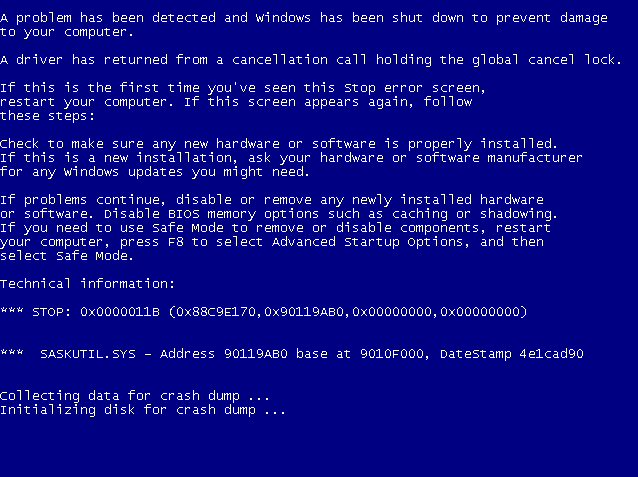 A problem has been detected and Windows has been shut down to prevent damage
to your computer.
A driver has returned from a cancellation call holding the global cancel lock.
If this is the first time you've seen this Stop error screen,
restart your computer. If this screen appears again, follow
these steps:
Check to make sure any new hardware or software is properly installed.
If this is a new installation, ask your hardware or software manufacturer
for any Windows updates you might need.
If problems continue, disable or remove any newly installed hardware
or software. Disable BIOS memory options such as caching or shadowing.
If you need to use Safe Mode to remove or disable components, restart
your computer, press F8 to select Advanced Startup Options, and then
select Safe Mode.
Technical information:
*** STOP: 0x0000011B (0x88C9E170,0x90119AB0,0x00000000,0x00000000)
*** SASKUTIL.SYS – Address 90119AB0 base at 9010F000, DateStamp 4e1cad90
Collecting data for crash dump ...
Initializing disk for crash dump ...